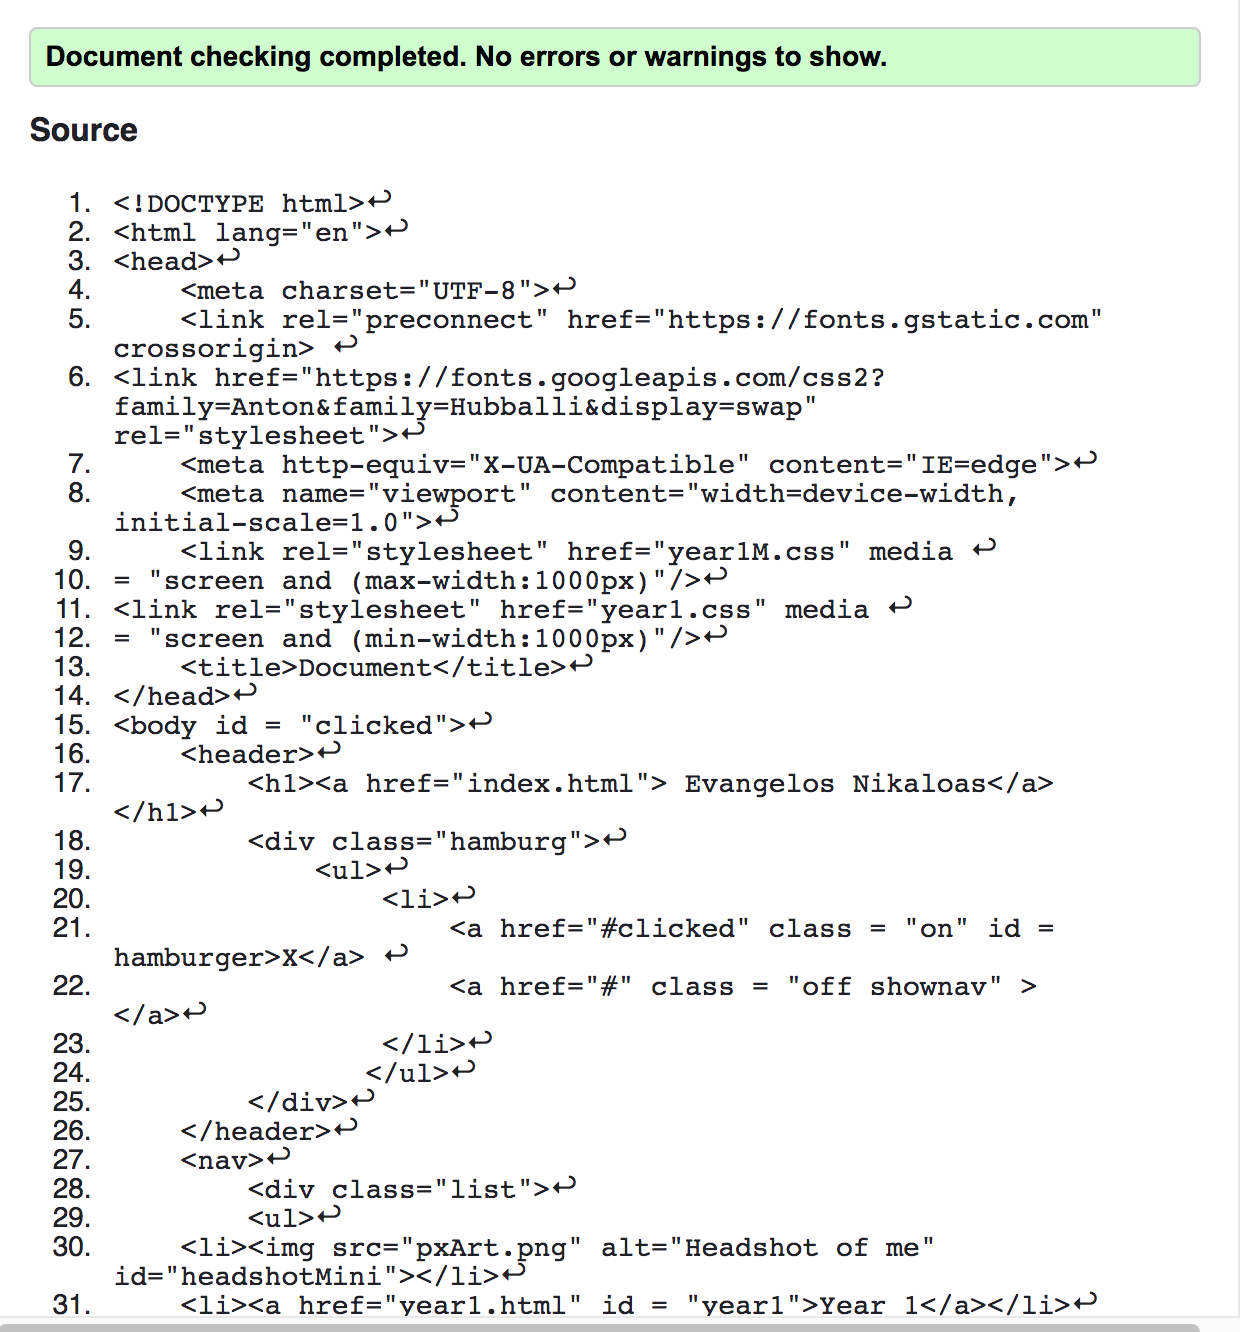 Document checking completed. No errors or warnings to show.
Source
1. <!DOCTYPE html>↩
2. <html lang="en">↩
3. <head>↩
4.     <meta charset="UTF-8">↩
5.     <link rel="preconnect" href="https://fonts.gstatic.com"
crossorigin> ↩
6. <link href="https://fonts.googleapis.com/css2?
family=Anton&family=Hubballi&display=swap"
rel="stylesheet">↩
7.     <meta http-equiv="X-UA-Compatible" content="IE=edge">↩
8.     <meta name="viewport" content="width=device-width,
initial-scale=1.0">↩
9.     <link rel="stylesheet" href="year1M.css" media ↩
10. = "screen and (max-width:1000px)"/>↩
11. <link rel="stylesheet" href="year1.css" media ↩
12. = "screen and (min-width:1000px)"/>↩
13.     <title>Document</title>↩
14. </head>↩
15. <body id = "clicked">↩
16.     <header>↩
17.         <h1><a href="index.html"> Evangelos Nikaloas</a>
</h1>↩
18.         <div class="hamburg">↩
19.             <ul>↩
20.                 <li>↩
21.                     <a href="#clicked" class = "on" id =
hamburger>X</a> ↩
22.                     <a href="#" class = "off shownav" >
</a>↩
23.                 </li>↩
24.                </ul>↩
25.         </div>↩
26.     </header>↩
27.     <nav>↩
28.         <div class="list">↩
29.         <ul>↩
30.     <li><img src="pxArt.png" alt="Headshot of me"
id="headshotMini"></li>↩
31.     <li><a href="year1.html" id = "year1">Year 1</a></li>↩